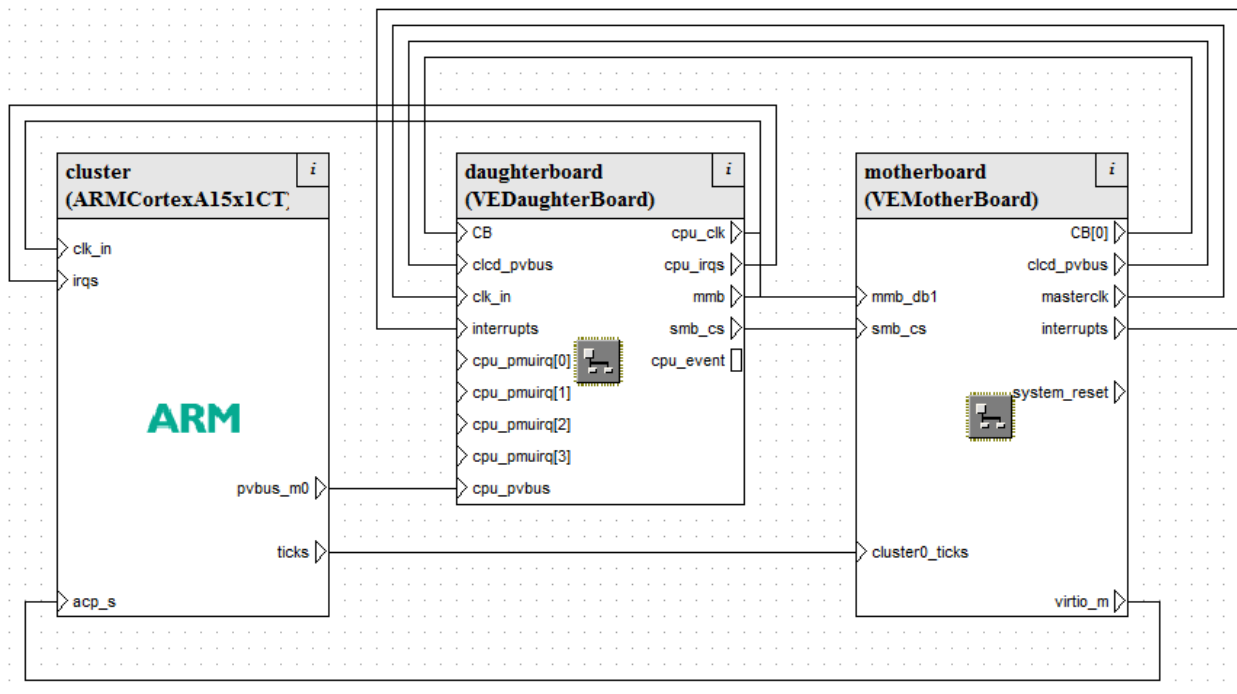 cluster
(ARMCortexA15x1CT)
i
clk_in
irqs
ARM
pvbus_m0
ticks
acp_s
daughterboard
(VEDaughterBoard)
i
CB
cpu_clk
clcd_pvbus
cpu_irqs
clk_in
mmb
interrupts
smb_cs
cpu_pmuirq[0]
cpu_event
cpu_pmuirq[1]
cpu_pmuirq[2]
cpu_pmuirq[3]
cpu_pvbus
motherboard
(VEMotherBoard)
i
CB[0]
clcd_pvbus
mmb_db1
masterclk
smb_cs
interrupts
system_reset
cluster0_ticks
virtio_m